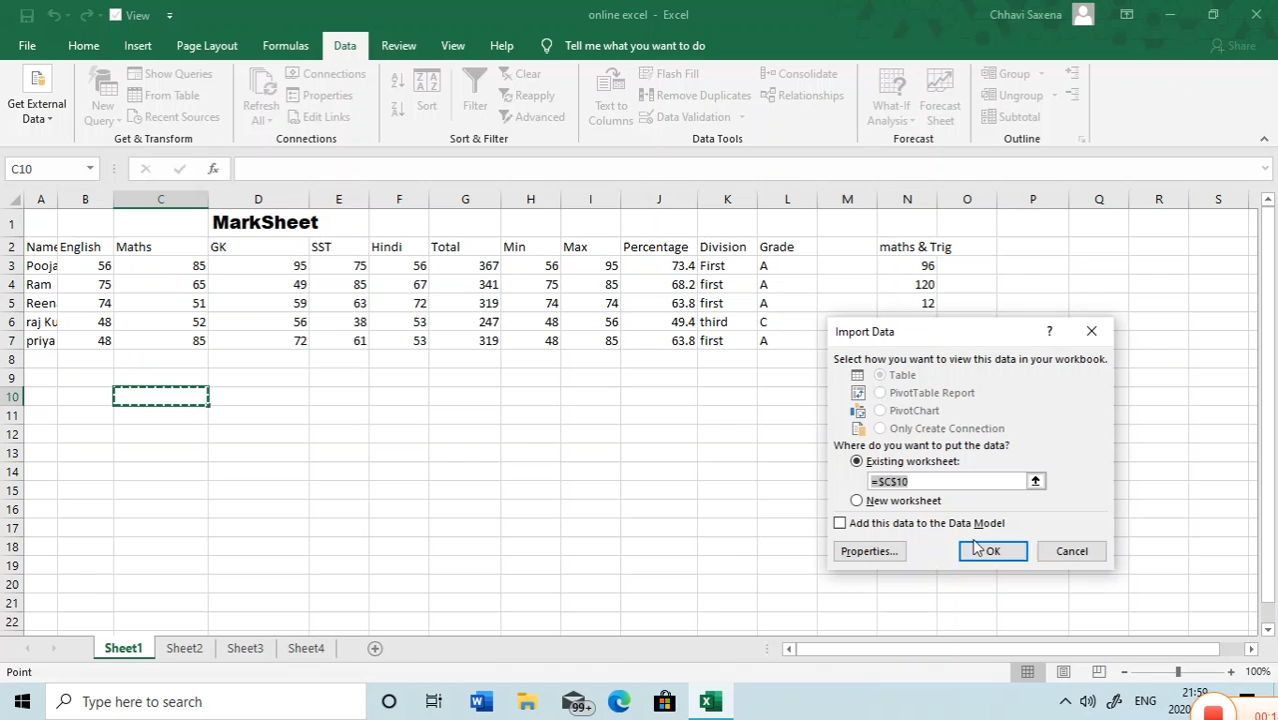 View
online excel - Excel
Chhavi Saxena
File Home Insert Page Layout Formulas Data Review View Help Tell me what you want to do Share
Get External Data
New Query
Show Queries
From Table
Recent Sources
Get & Transform
Refresh All
Connections
Properties
Edit Links
Connections
Sort
Filter
Clear
Reapply
Advanced
Sort & Filter
Text to Columns
Flash Fill
Remove Duplicates
Data Validation
Consolidate
Relationships
Data Tools
What-If Analysis
Forecast Sheet
Forecast
Group
Ungroup
Subtotal
Outline
C10 fx
A B C D E F G H I J K L M N O P Q R S
1 MarkSheet
2 Name English Maths GK SST Hindi Total Min Max Percentage Division Grade maths & Trig
3 Pooja 56 85 95 75 56 367 56 95 73.4 First A 96
4 Ram 75 65 49 85 67 341 75 85 68.2 first A 120
5 Reen 74 51 59 63 72 319 74 74 63.8 first A 12
6 raj Ku 48 52 56 38 53 247 48 56 49.4 third C
7 priya 48 85 72 61 53 319 48 85 63.8 first A
8
9
10
11
12
13
14
15
16
17
18
19
20
21
22
Import Data ?
Select how you want to view this data in your workbook.
Table
PivotTable Report
PivotChart
Only Create Connection
Where do you want to put the data?
Existing worksheet:
=$C$10
New worksheet
Add this data to the Data Model
Properties... OK Cancel
Sheet1 Sheet2 Sheet3 Sheet4
Point 100%
Type here to search
99+
ENG
21:59
2020